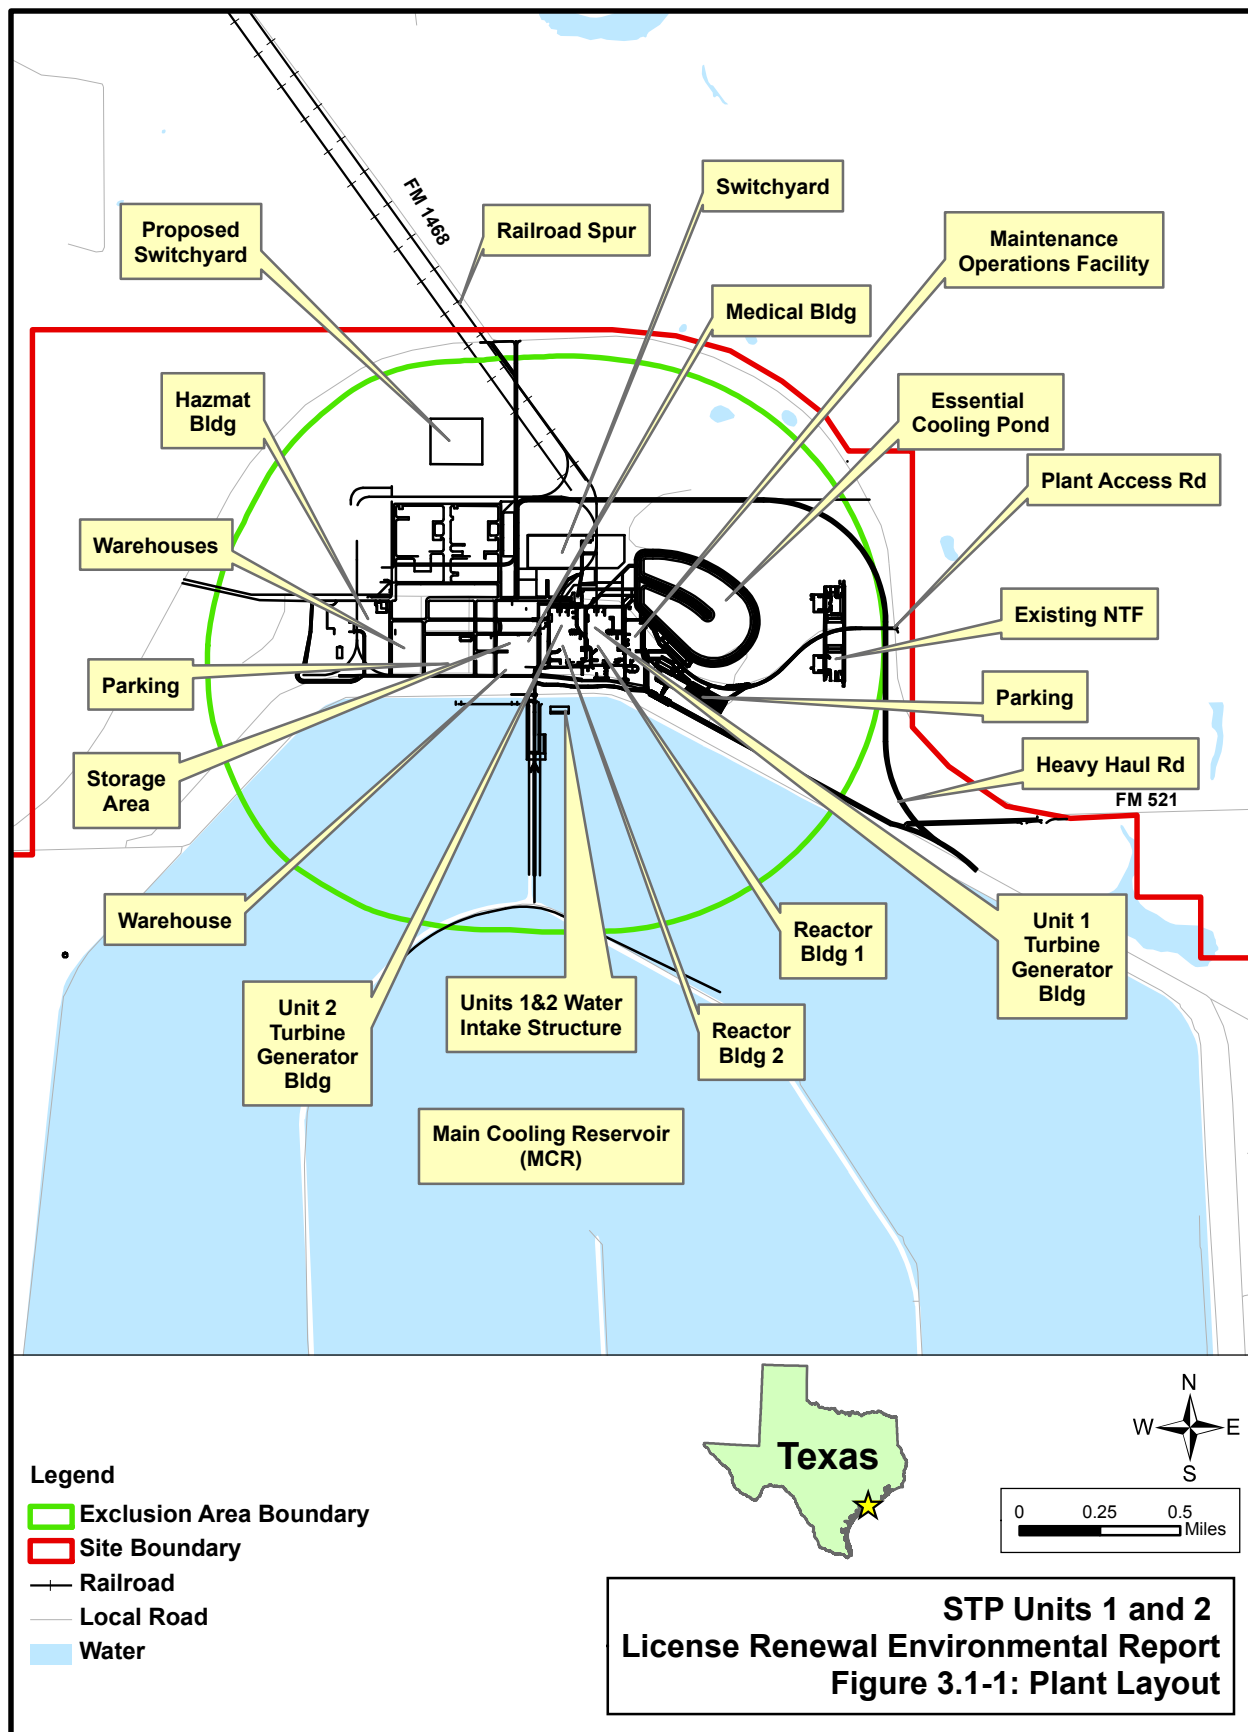 FM 1468
Switchyard
Proposed
Switchyard
Railroad Spur
Maintenance
Operations Facility
Medical Bldg
Hazmat
Bldg
Essential
Cooling Pond
Plant Access Rd
Warehouses
Existing NTF
Parking
Parking
Storage
Area
Heavy Haul Rd
FM 521
Warehouse
Reactor
Bldg 1
Unit 1
Turbine
Generator
Bldg
Unit 2
Turbine
Generator
Bldg
Units 1&2 Water
Intake Structure
Reactor
Bldg 2
Main Cooling Reservoir
(MCR)
Texas
N
W
E
S
0
0.25
0.5
Miles
Legend
Exclusion Area Boundary
Site Boundary
Railroad
Local Road
Water
STP Units 1 and 2
License Renewal Environmental Report
Figure 3.1-1: Plant Layout